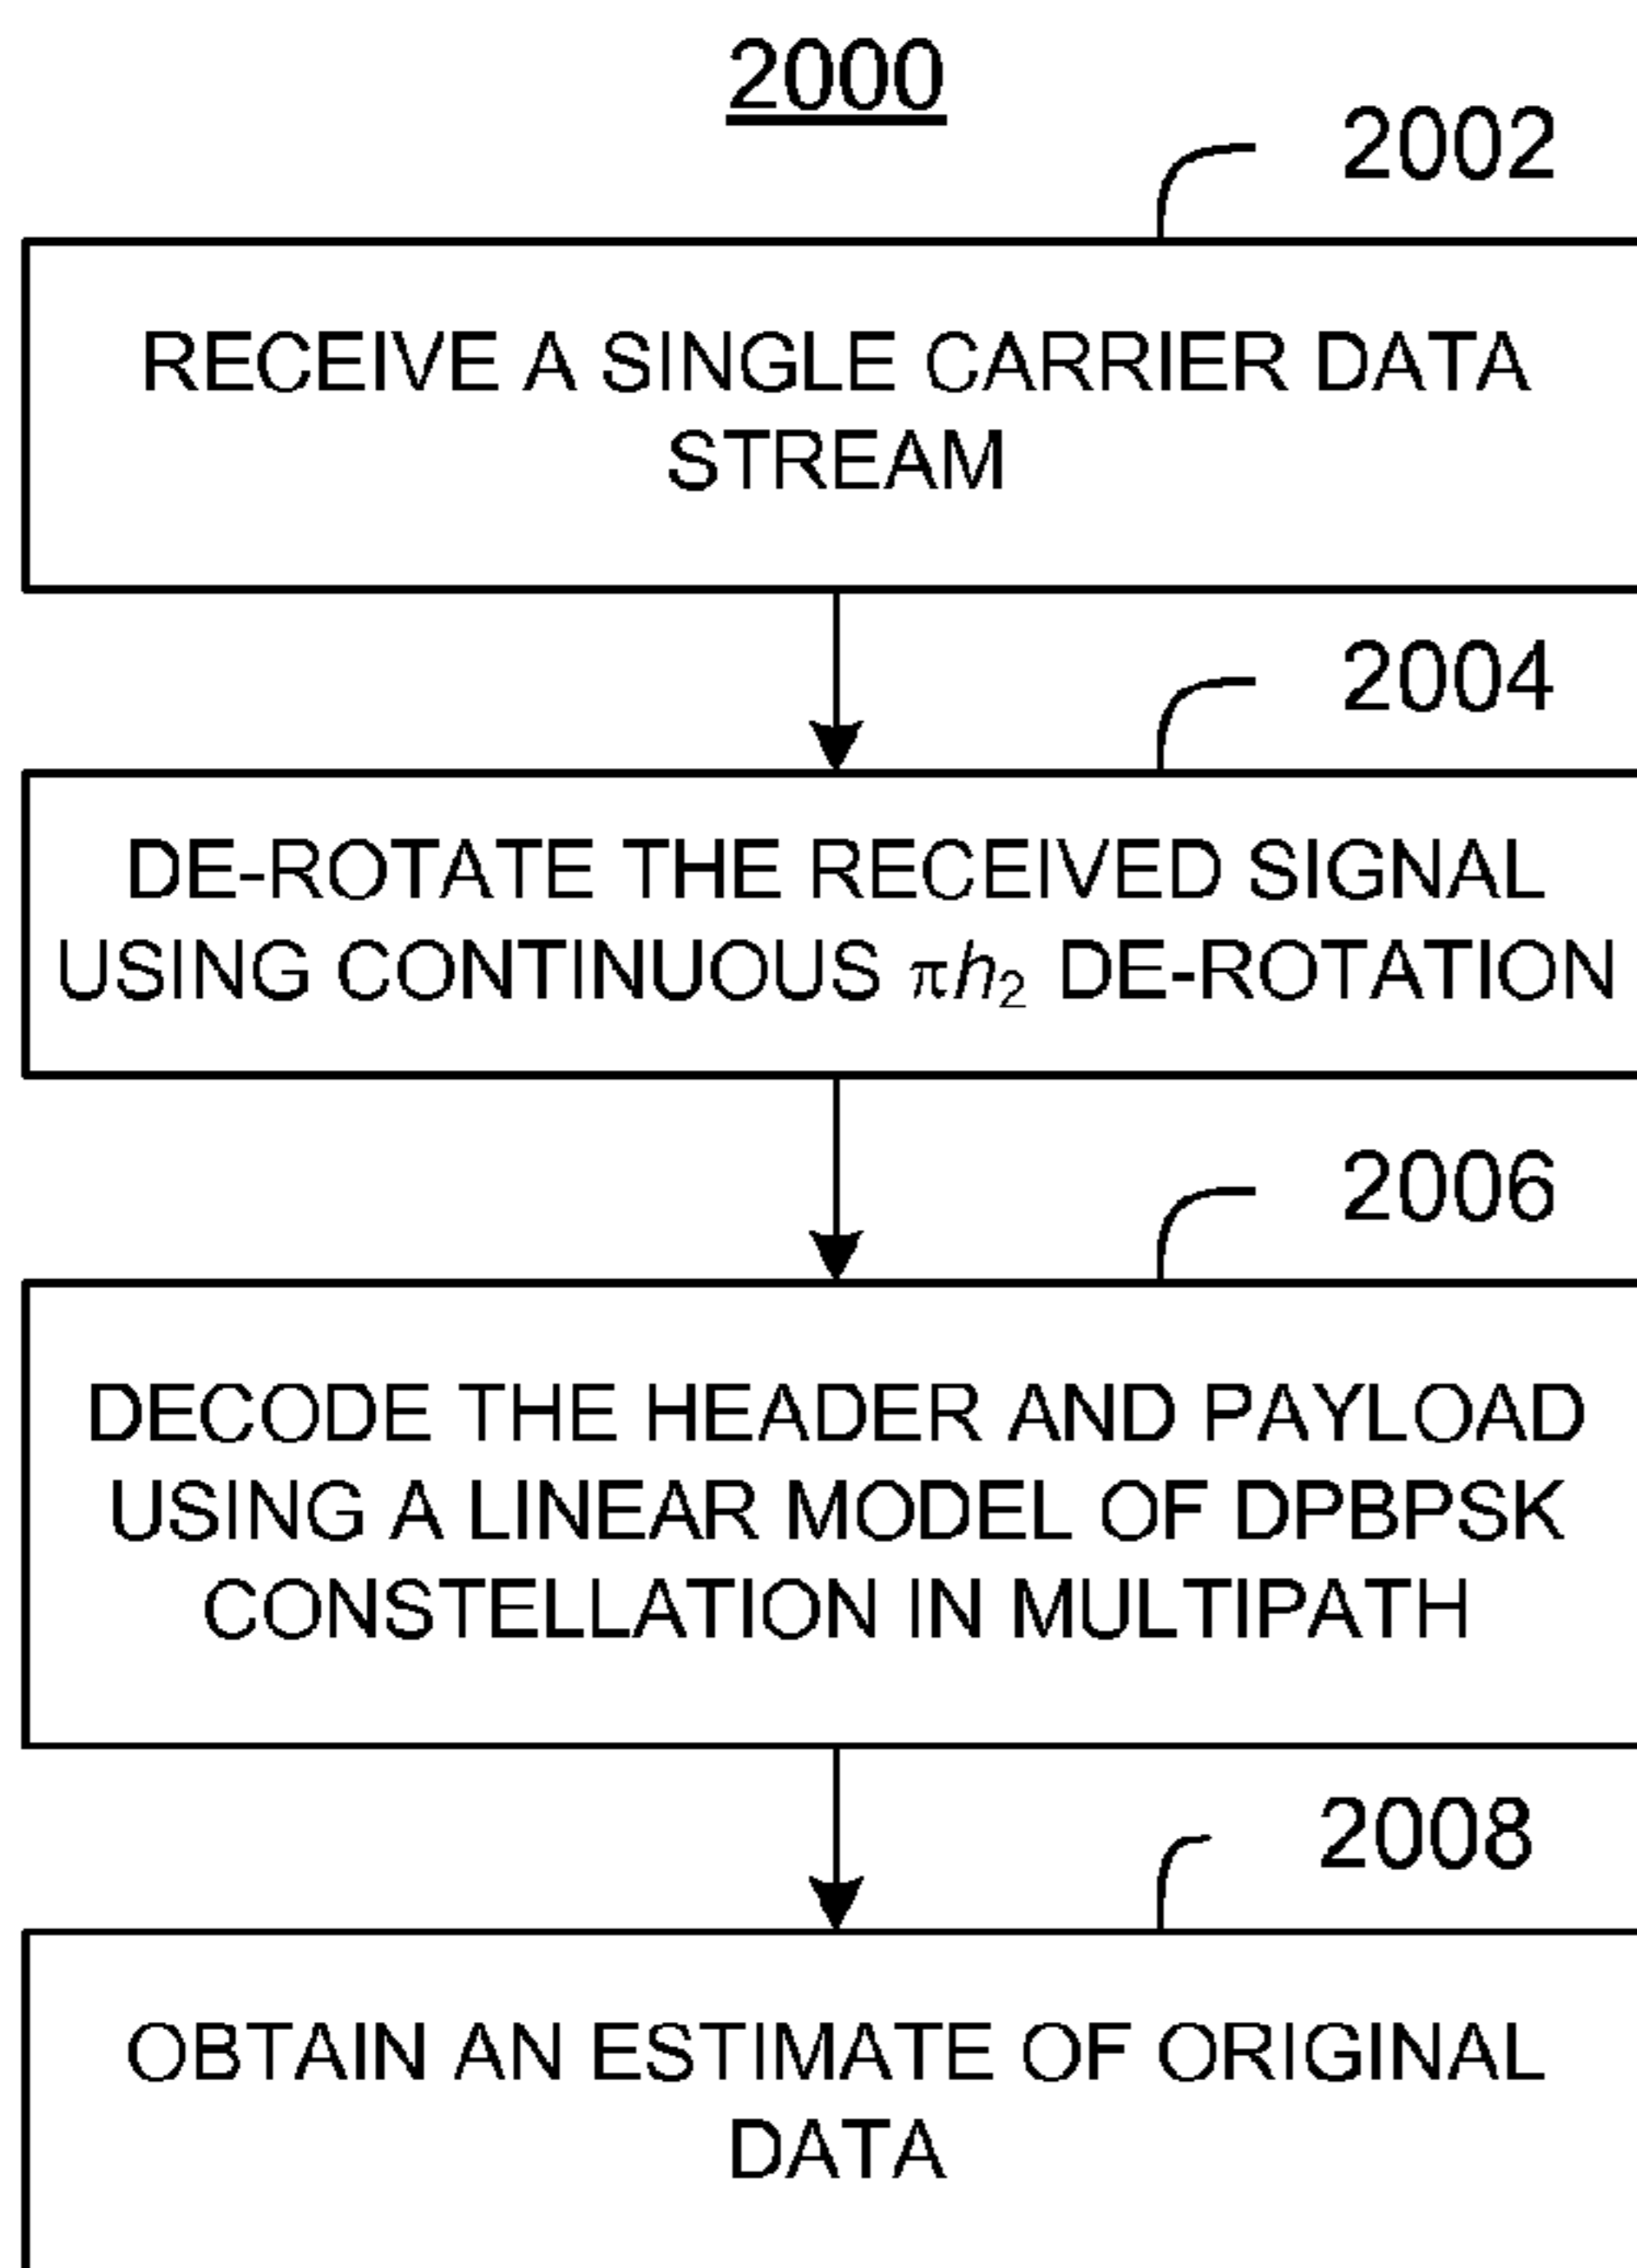 2000
2002
RECEIVE A SINGLE CARRIER DATA
STREAM
2004
DE-ROTATE THE RECEIVED SIGNAL
USING CONTINUOUS πh₂ DE-ROTATION
2006
DECODE THE HEADER AND PAYLOAD
USING A LINEAR MODEL OF DPBPSK
CONSTELLATION IN MULTIPATH
2008
OBTAIN AN ESTIMATE OF ORIGINAL
DATA